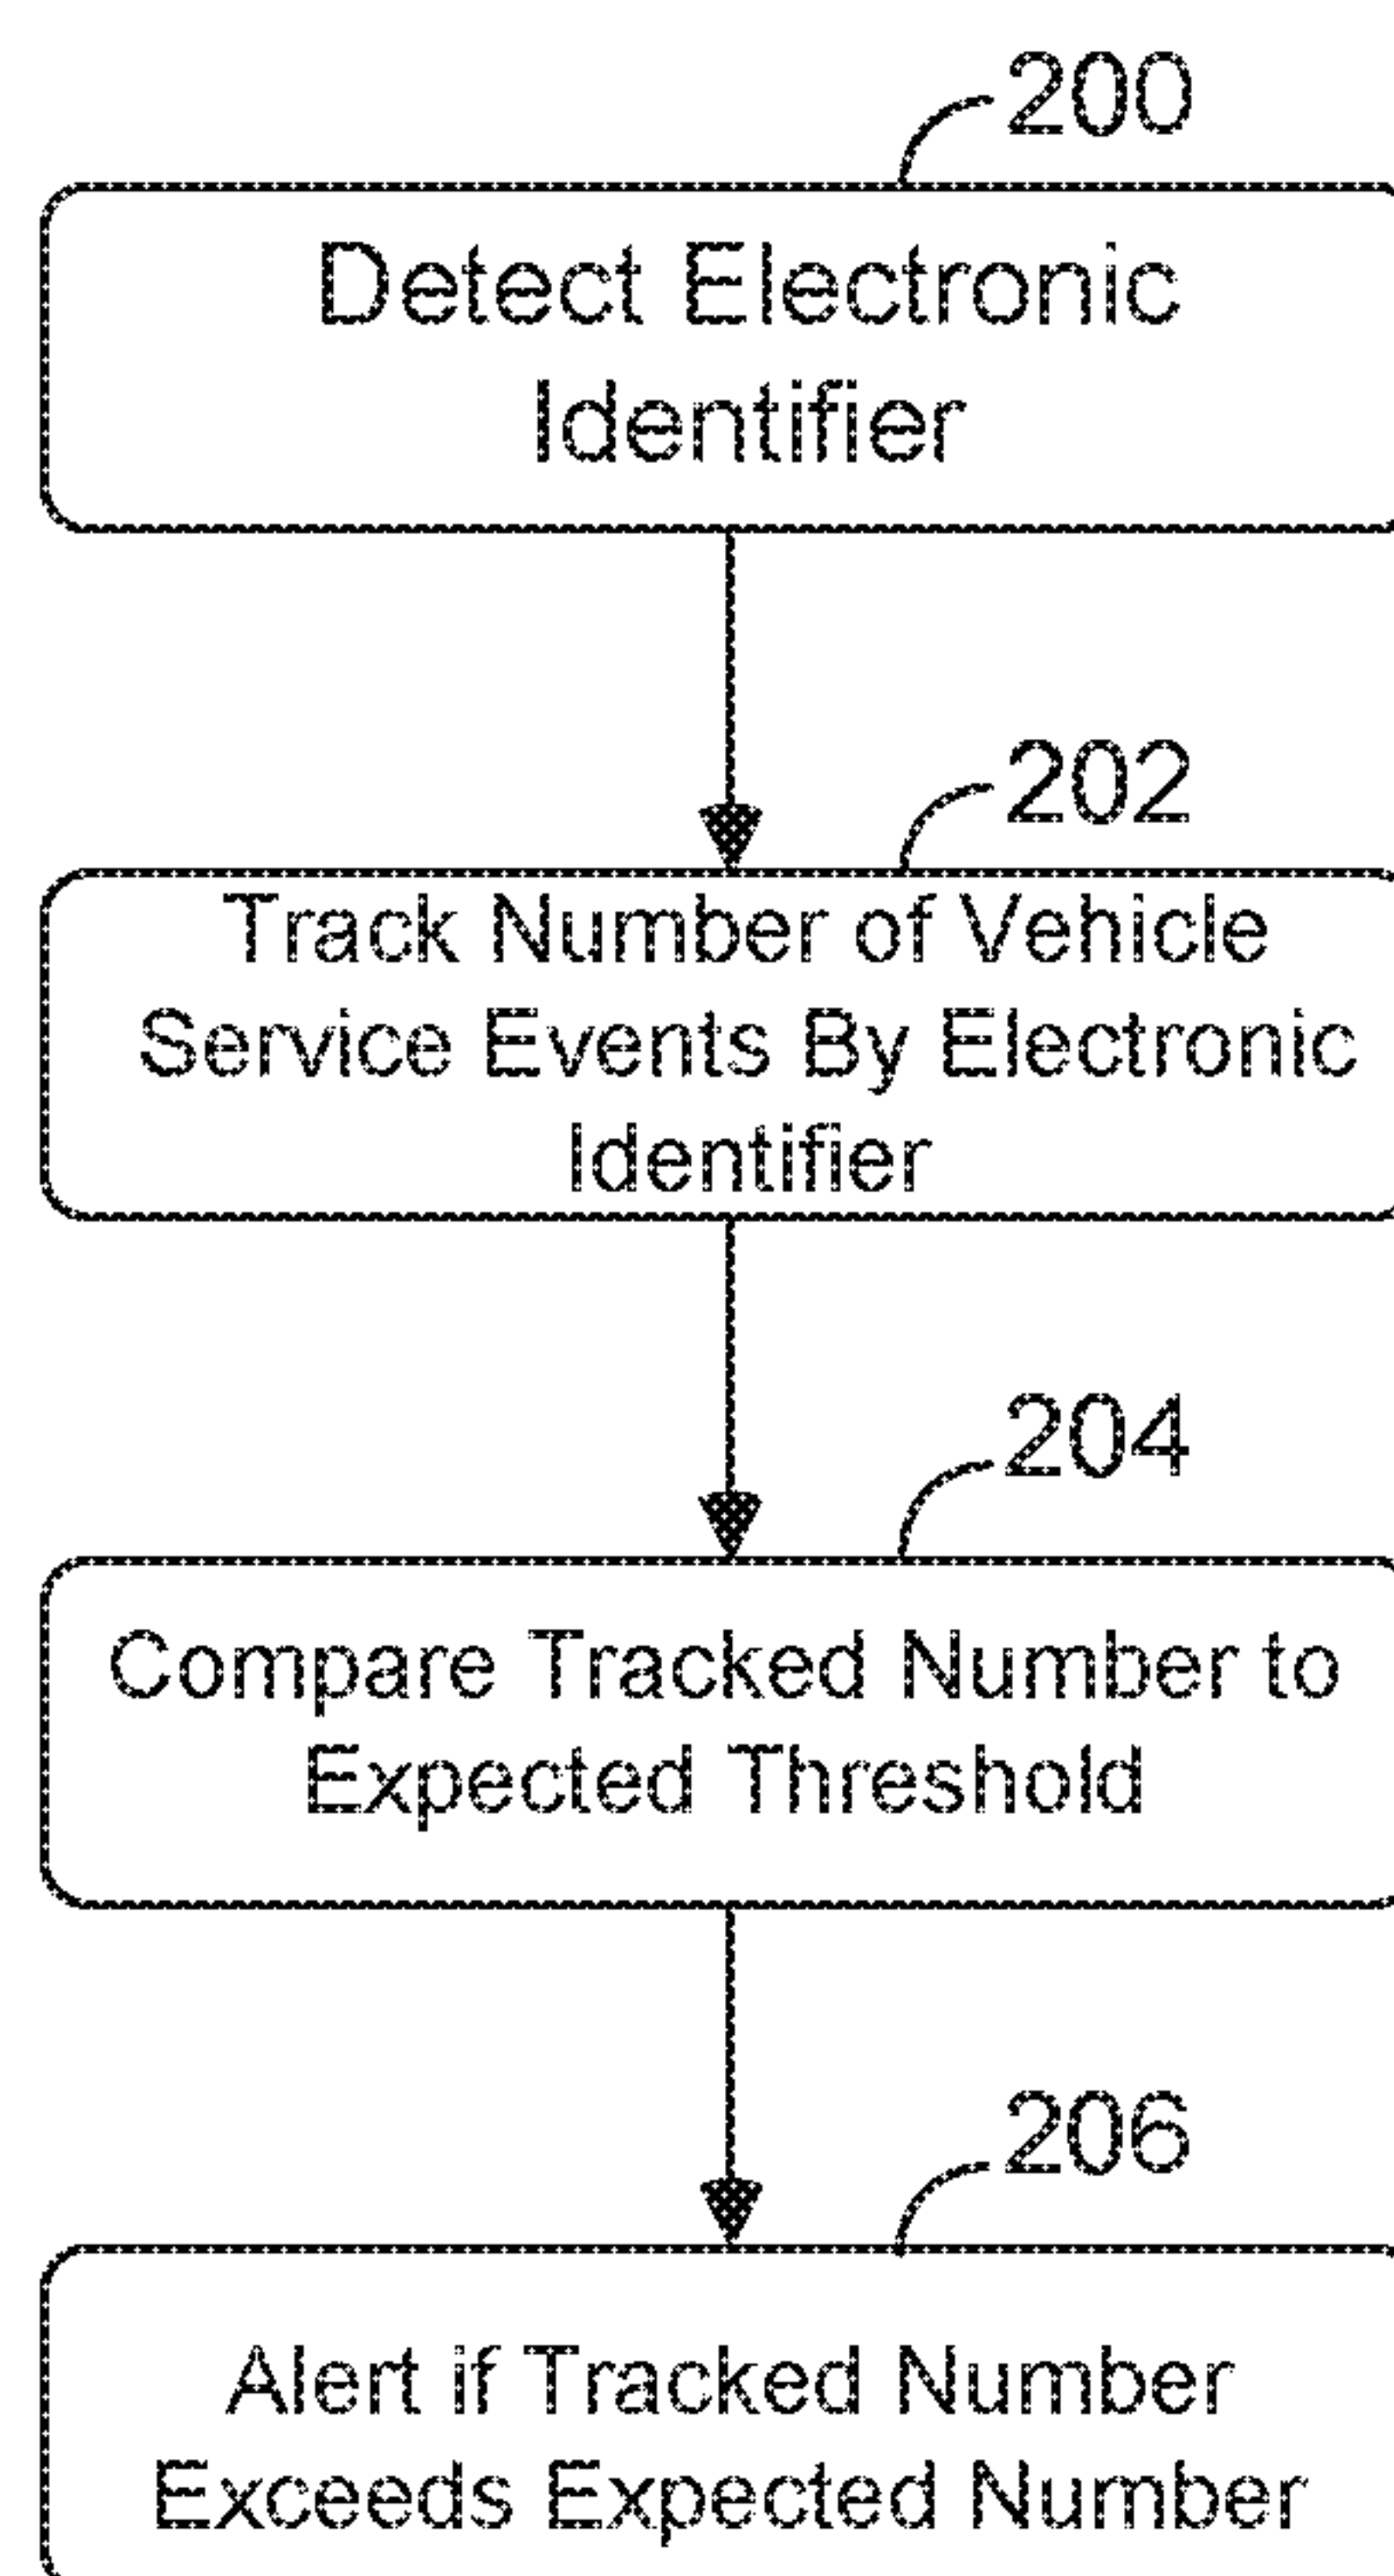 200
Detect Electronic
Identifier
202
Track Number of Vehicle
Service Events By Electronic
Identifier
204
Compare Tracked Number to
Expected Threshold
206
Alert if Tracked Number
Exceeds Expected Number